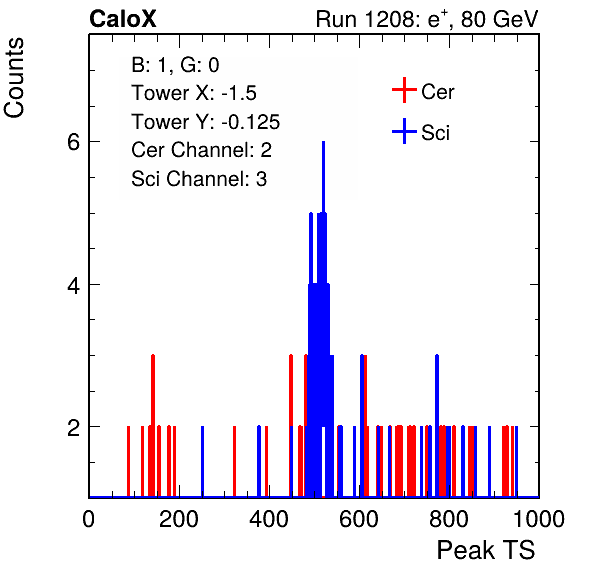 CaloX Run 1208: e⁺, 80 GeV
Counts
B: 1, G: 0
Tower X: -1.5
Tower Y: -0.125
Cer Channel: 2
Sci Channel: 3
Cer
Sci
6
4
2
0 200 400 600 800 1000
Peak TS